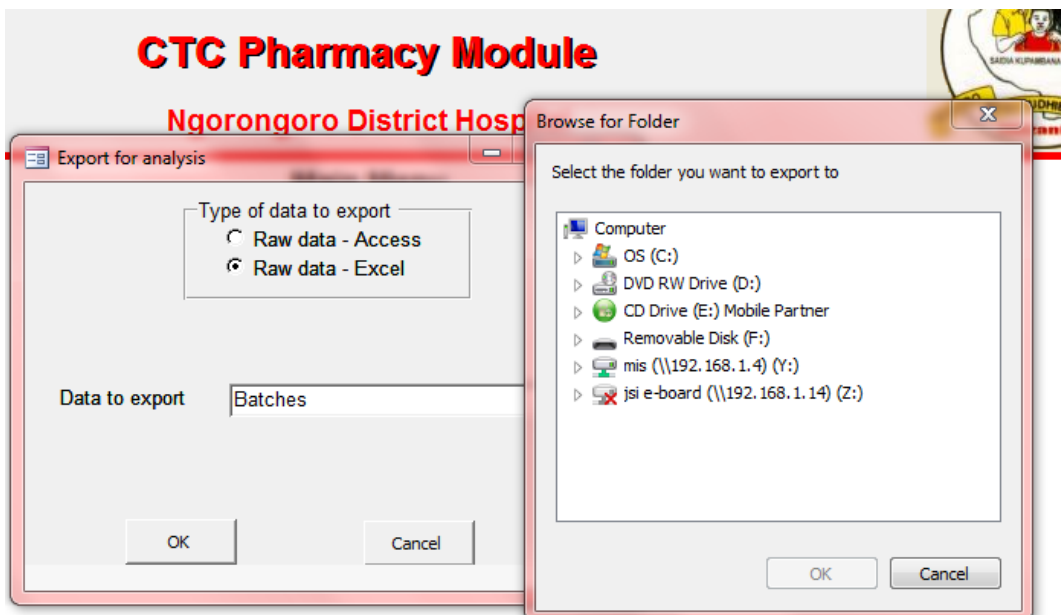 CTC Pharmacy Module
Ngorongoro District Hosp
SAIDIA KUPAMBANA
Export for analysis
Type of data to export
Raw data - Access
Raw data - Excel
Data to export
Batches
OK
Cancel
Browse for Folder
Select the folder you want to export to
Computer
OS (C:)
DVD RW Drive (D:)
CD Drive (E:) Mobile Partner
Removable Disk (F:)
mis (\\192.168.1.4) (Y:)
jsi e-board (\\192.168.1.14) (Z:)
OK
Cancel